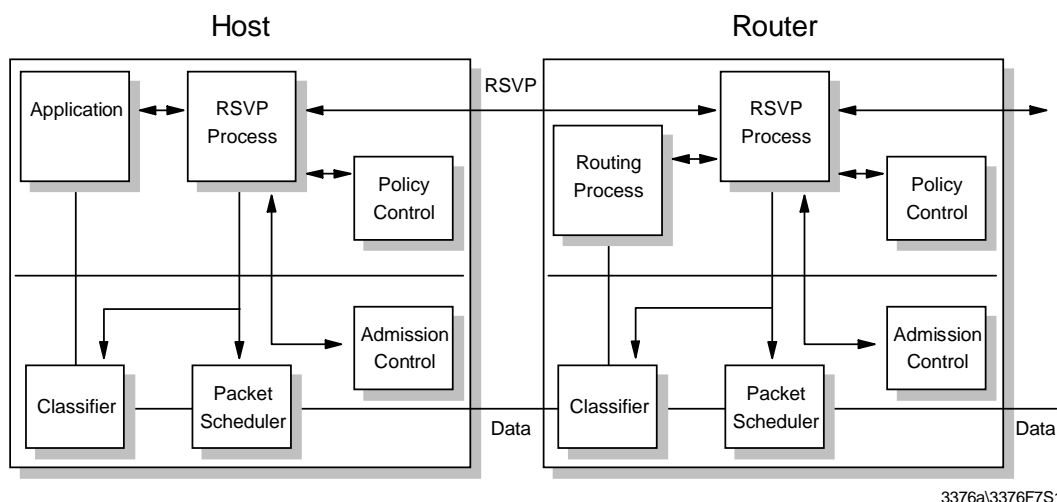 Host
Router
Application
RSVP
Process
RSVP
RSVP
Process
Routing
Process
Policy
Control
Policy
Control
Admission
Control
Admission
Control
Classifier
Packet
Scheduler
Data
Classifier
Packet
Scheduler
Data